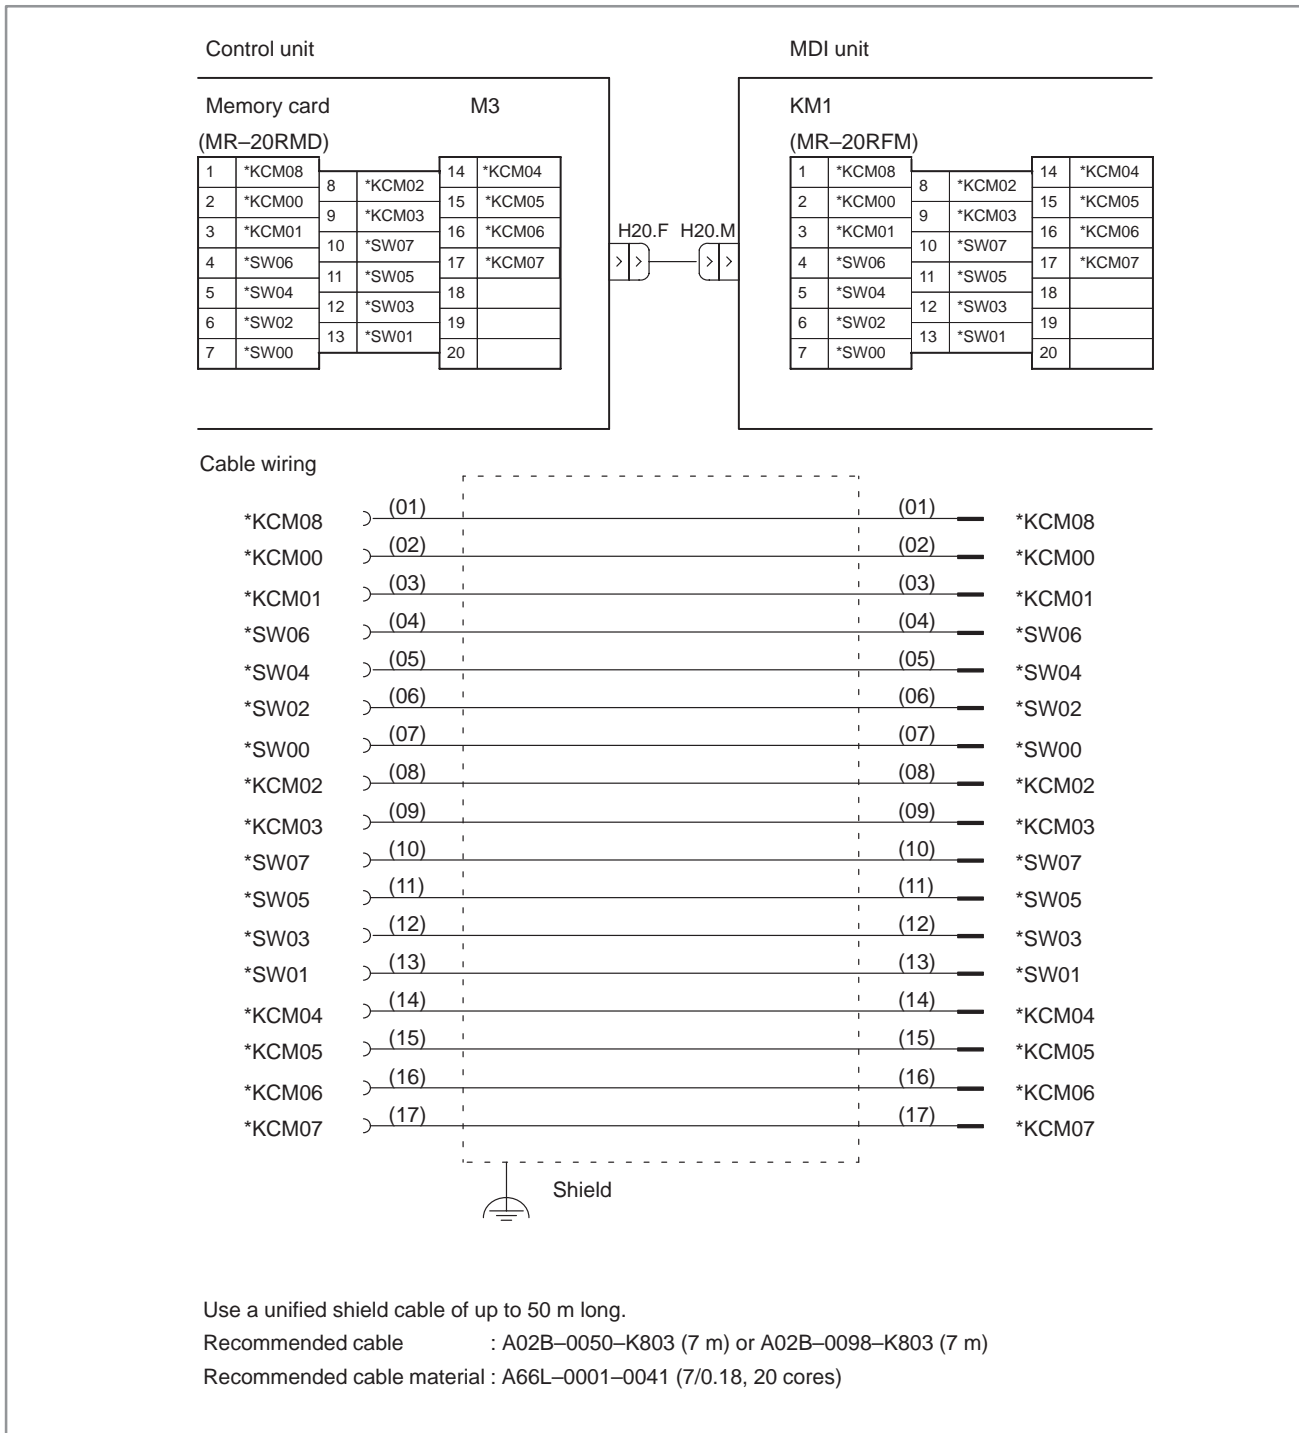 Control unit
MDI unit
Memory card M3
KM1
(MR–20RMD)
(MR–20RFM)
1 *KCM08
2 *KCM00
3 *KCM01
4 *SW06
5 *SW04
6 *SW02
7 *SW00
8 *KCM02
9 *KCM03
10 *SW07
11 *SW05
12 *SW03
13 *SW01
14 *KCM04
15 *KCM05
16 *KCM06
17 *KCM07
18
19
20
H20.F H20.M
1 *KCM08
2 *KCM00
3 *KCM01
4 *SW06
5 *SW04
6 *SW02
7 *SW00
8 *KCM02
9 *KCM03
10 *SW07
11 *SW05
12 *SW03
13 *SW01
14 *KCM04
15 *KCM05
16 *KCM06
17 *KCM07
18
19
20
Cable wiring
*KCM08 (01) (01) *KCM08
*KCM00 (02) (02) *KCM00
*KCM01 (03) (03) *KCM01
*SW06 (04) (04) *SW06
*SW04 (05) (05) *SW04
*SW02 (06) (06) *SW02
*SW00 (07) (07) *SW00
*KCM02 (08) (08) *KCM02
*KCM03 (09) (09) *KCM03
*SW07 (10) (10) *SW07
*SW05 (11) (11) *SW05
*SW03 (12) (12) *SW03
*SW01 (13) (13) *SW01
*KCM04 (14) (14) *KCM04
*KCM05 (15) (15) *KCM05
*KCM06 (16) (16) *KCM06
*KCM07 (17) (17) *KCM07
Shield
Use a unified shield cable of up to 50 m long.
Recommended cable : A02B–0050–K803 (7 m) or A02B–0098–K803 (7 m)
Recommended cable material : A66L–0001–0041 (7/0.18, 20 cores)